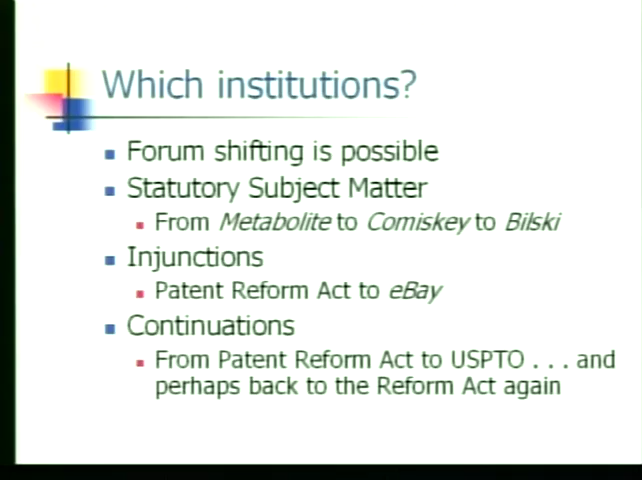 Which institutions?
Forum shifting is possible
Statutory Subject Matter
From Metabolite to Comiskey to Bilski
Injunctions
Patent Reform Act to eBay
Continuations
From Patent Reform Act to USPTO . . . and
perhaps back to the Reform Act again